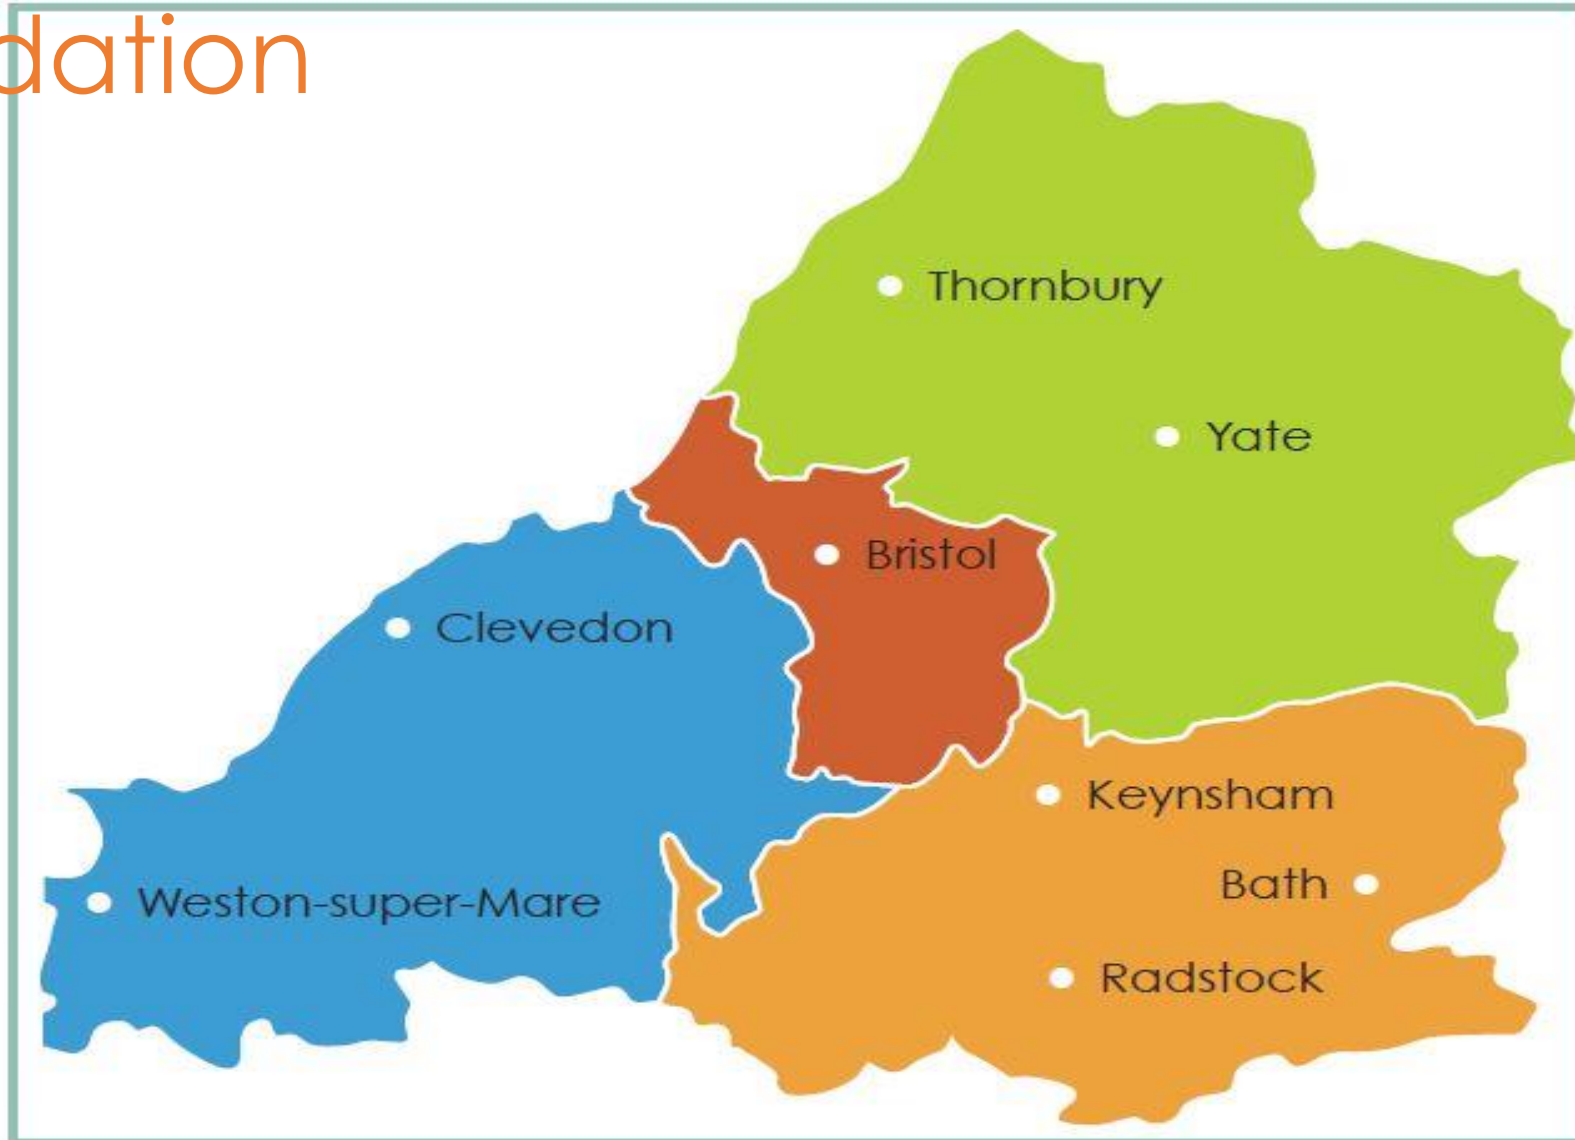 dation
Thornbury
Yate
Bristol
Clevedon
Keynsham
Bath
Weston-super-Mare
Radstock